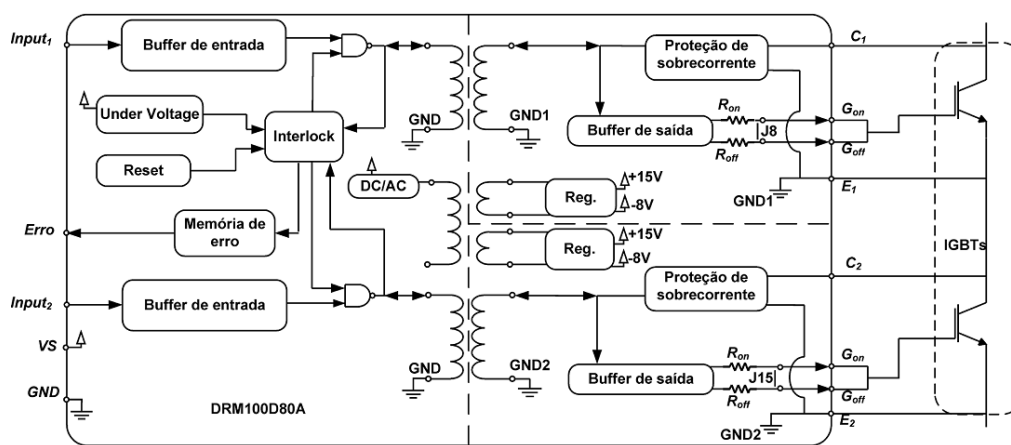 Input1
Buffer de entrada
Under Voltage
Interlock
Reset
Memória de
erro
Erro
Input2
Buffer de entrada
VS
GND
DRM100D80A
GND
GND1
DC/AC
Reg.
+15V
-8V
Reg.
+15V
-8V
GND
GND2
Proteção de
sobrecorrente
Buffer de saída
Ron
Roff
J8
GND1
C1
Gon
Goff
E1
IGBTs
Proteção de
sobrecorrente
Buffer de saída
Ron
Roff
J15
GND2
C2
Gon
Goff
E2